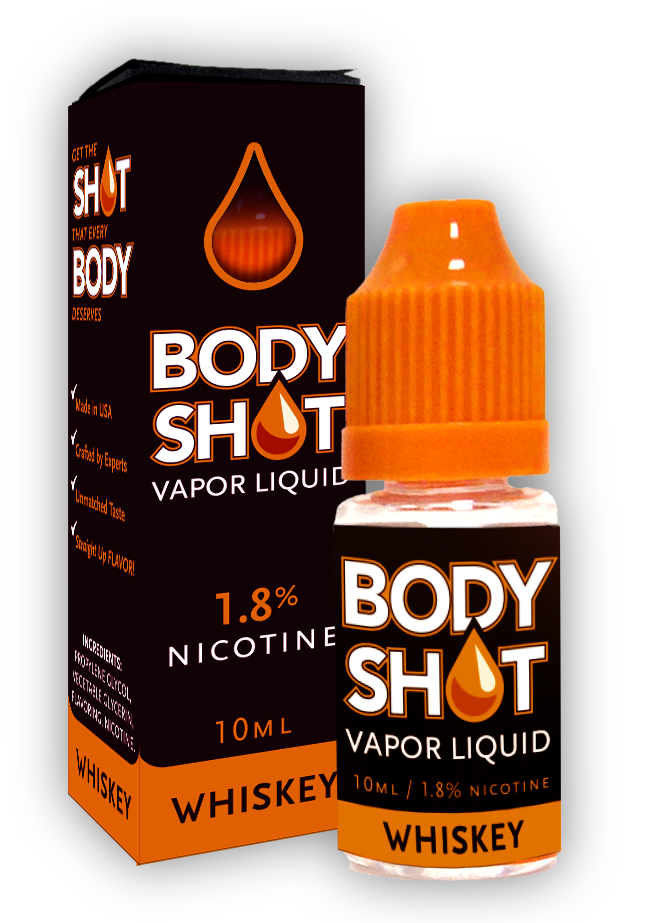 GET THE
SHOT
THAT EVERY
BODY
DESERVES
Made in USA
Crafted by Experts
Unmatched Taste
Straight Up FLAVOR!
INGREDIENTS:
PROPYLENE GLYCOL,
VEGETABLE GLYCERIN,
FLAVORING, NICOTINE.
WHISKEY
BODY
SHOT
VAPOR LIQUID
1.8%
NICOTINE
10ML
WHISKEY
BODY
SHOT
VAPOR LIQUID
10ML / 1.8% NICOTINE
WHISKEY